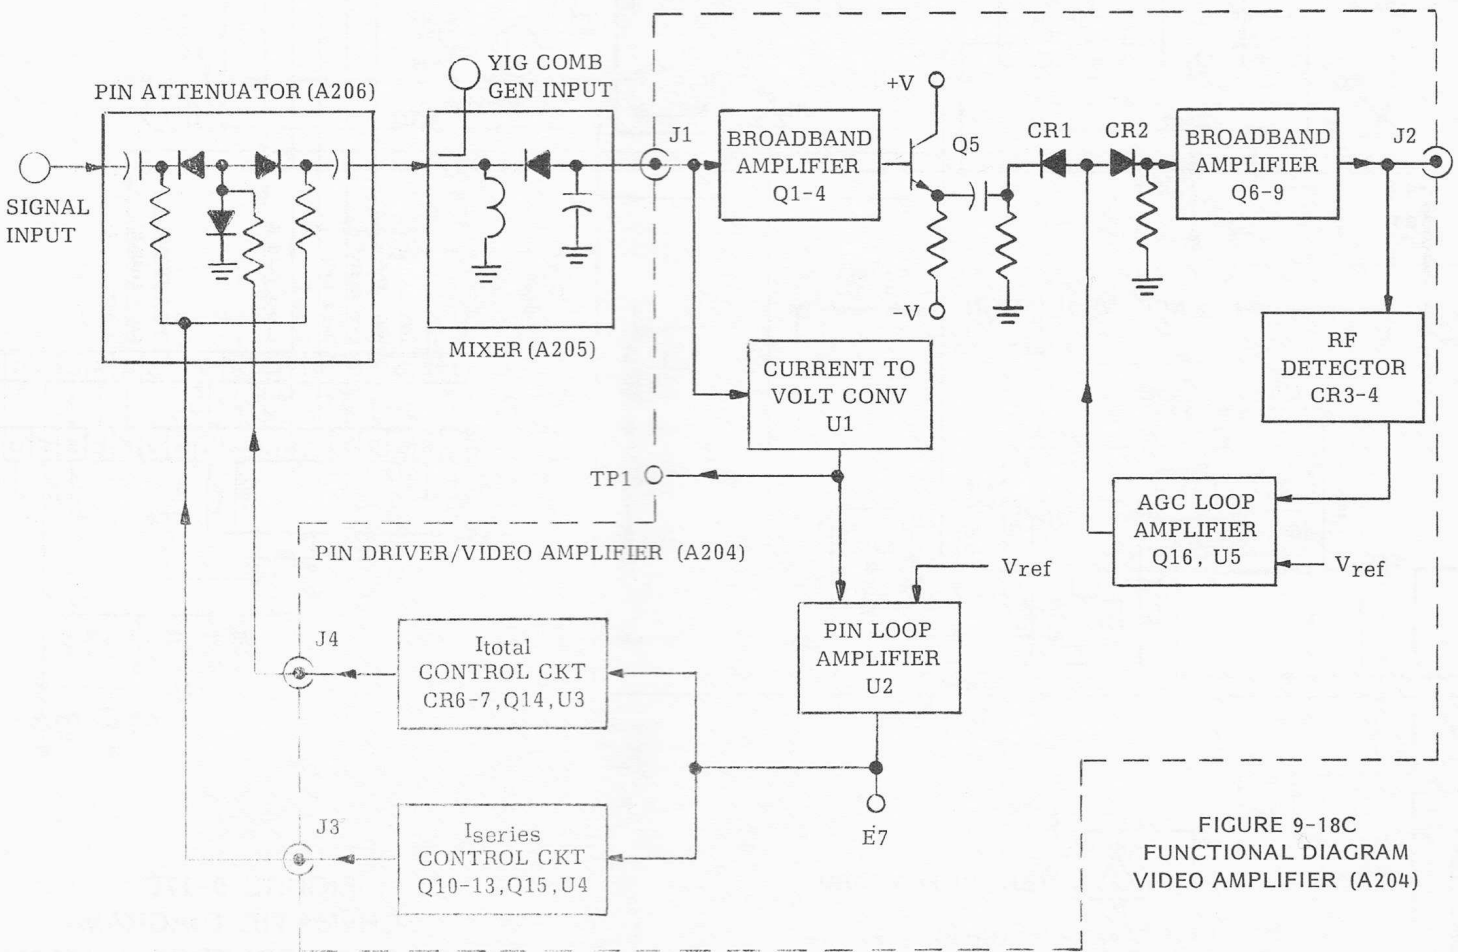 YIG COMB
GEN INPUT
PIN ATTENUATOR (A206)
SIGNAL
INPUT
MIXER (A205)
J1
BROADBAND
AMPLIFIER
Q1-4
+V
Q5
-V
CR1
CR2
BROADBAND
AMPLIFIER
Q6-9
J2
CURRENT TO
VOLT CONV
U1
RF
DETECTOR
CR3-4
TP1
AGC LOOP
AMPLIFIER
Q16, U5
Vref
PIN DRIVER/VIDEO AMPLIFIER (A204)
Vref
PIN LOOP
AMPLIFIER
U2
J4
Itotal
CONTROL CKT
CR6-7,Q14,U3
E7
J3
Iseries
CONTROL CKT
Q10-13,Q15,U4
FIGURE 9-18C
FUNCTIONAL DIAGRAM
VIDEO AMPLIFIER (A204)